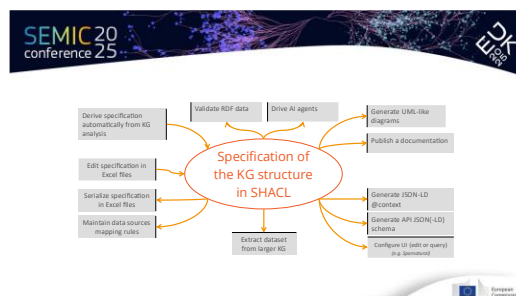 SEMIC 20
conference 25
DK
Validate RDF data
Drive AI agents
Derive specification
automatically from KG
analysis
Generate UML-like
diagrams
Publish a documentation
Edit specification in
Excel files
Specification of
the KG structure
in SHACL
Serialize specification
in Excel files
Maintain data sources
mapping rules
Extract dataset
from larger KG
Generate JSON-LD
@context
Generate API JSON(-LD)
schema
Configure UI (edit or query)
(e.g. Sparnatural)
European
Commission